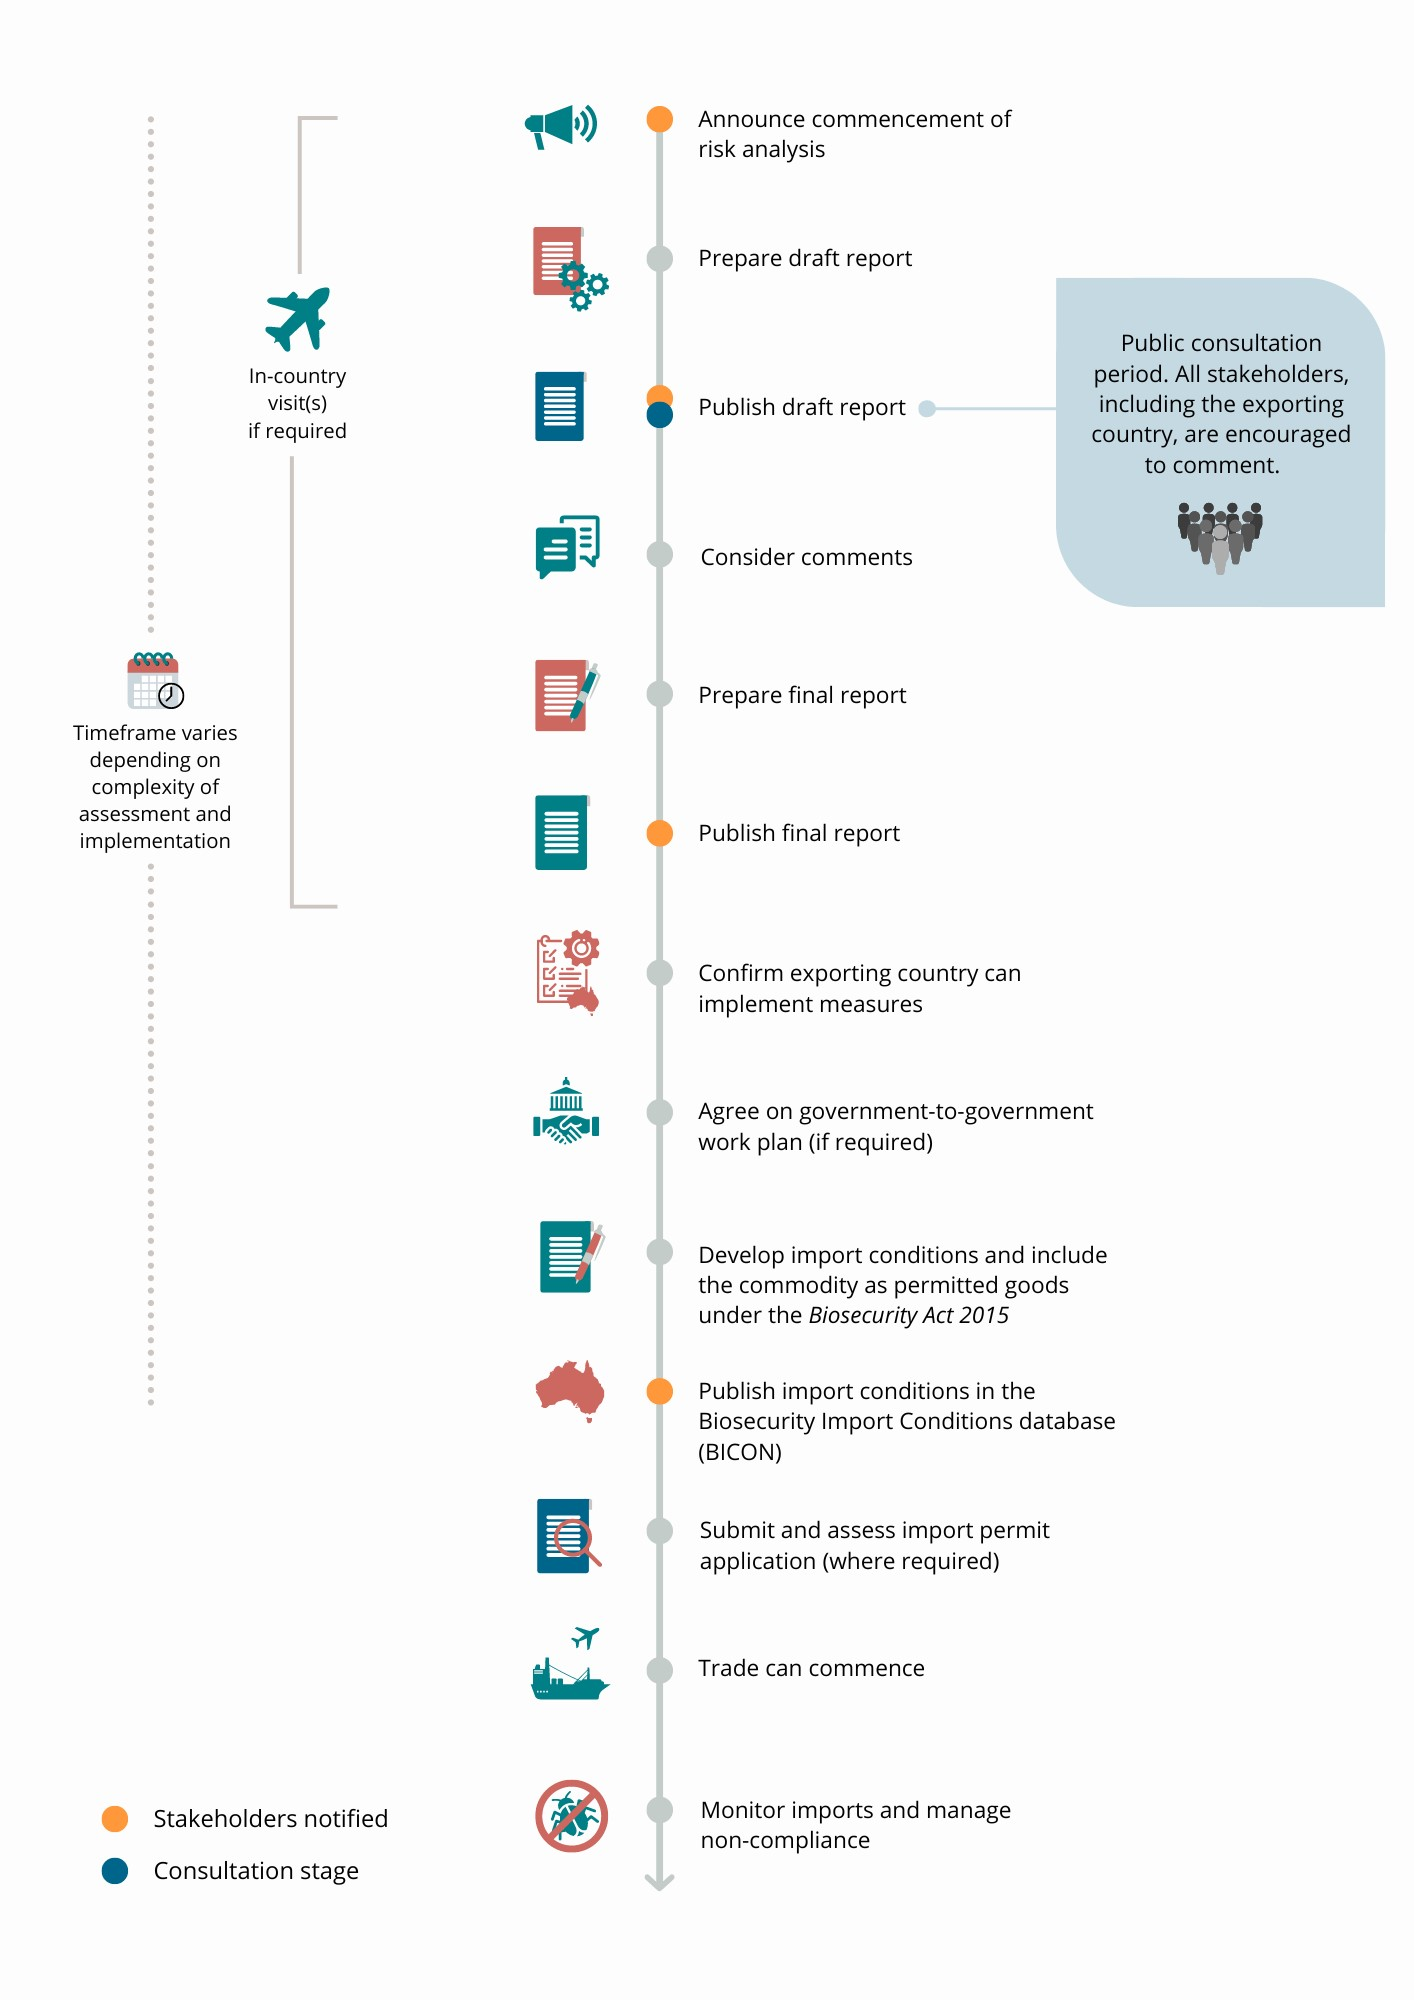 Announce commencement of
risk analysis
Prepare draft report
Publish draft report
Public consultation
period. All stakeholders,
including the exporting
country, are encouraged
to comment.
In-country
visit(s)
if required
Consider comments
Prepare final report
Timeframe varies
depending on
complexity of
assessment and
implementation
Publish final report
Confirm exporting country can
implement measures
Agree on government-to-government
work plan (if required)
Develop import conditions and include
the commodity as permitted goods
under the Biosecurity Act 2015
Publish import conditions in the
Biosecurity Import Conditions database
(BICON)
Submit and assess import permit
application (where required)
Trade can commence
Monitor imports and manage
non-compliance
Stakeholders notified
Consultation stage